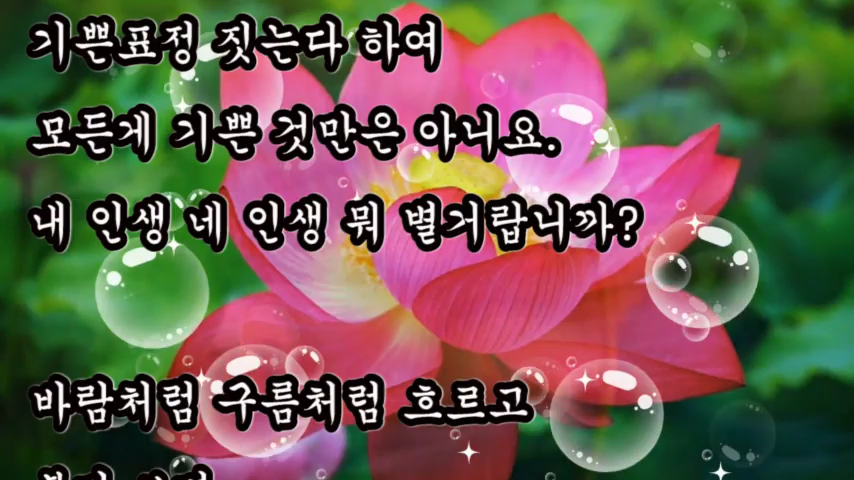 기쁜표정 짓는다 하여
모든게 기쁜 것만은 아니요.
내 인생 네 인생 뭐 별거랍니까?
바람처럼 구름처럼 흐르고